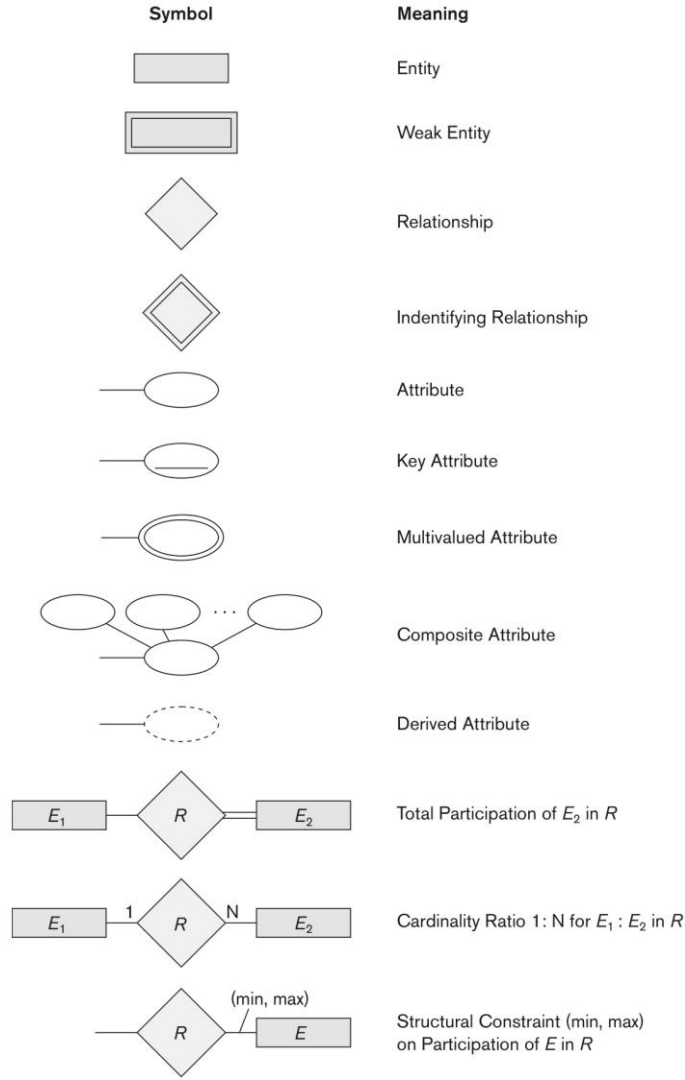 Symbol Meaning
Entity
Weak Entity
Relationship
Indentifying Relationship
Attribute
Key Attribute
Multivalued Attribute
. . .
Composite Attribute
Derived Attribute
E₁ R E₂ Total Participation of E₂ in R
E₁ 1 R N E₂ Cardinality Ratio 1: N for E₁ : E₂ in R
(min, max)
R E Structural Constraint (min, max)
on Participation of E in R